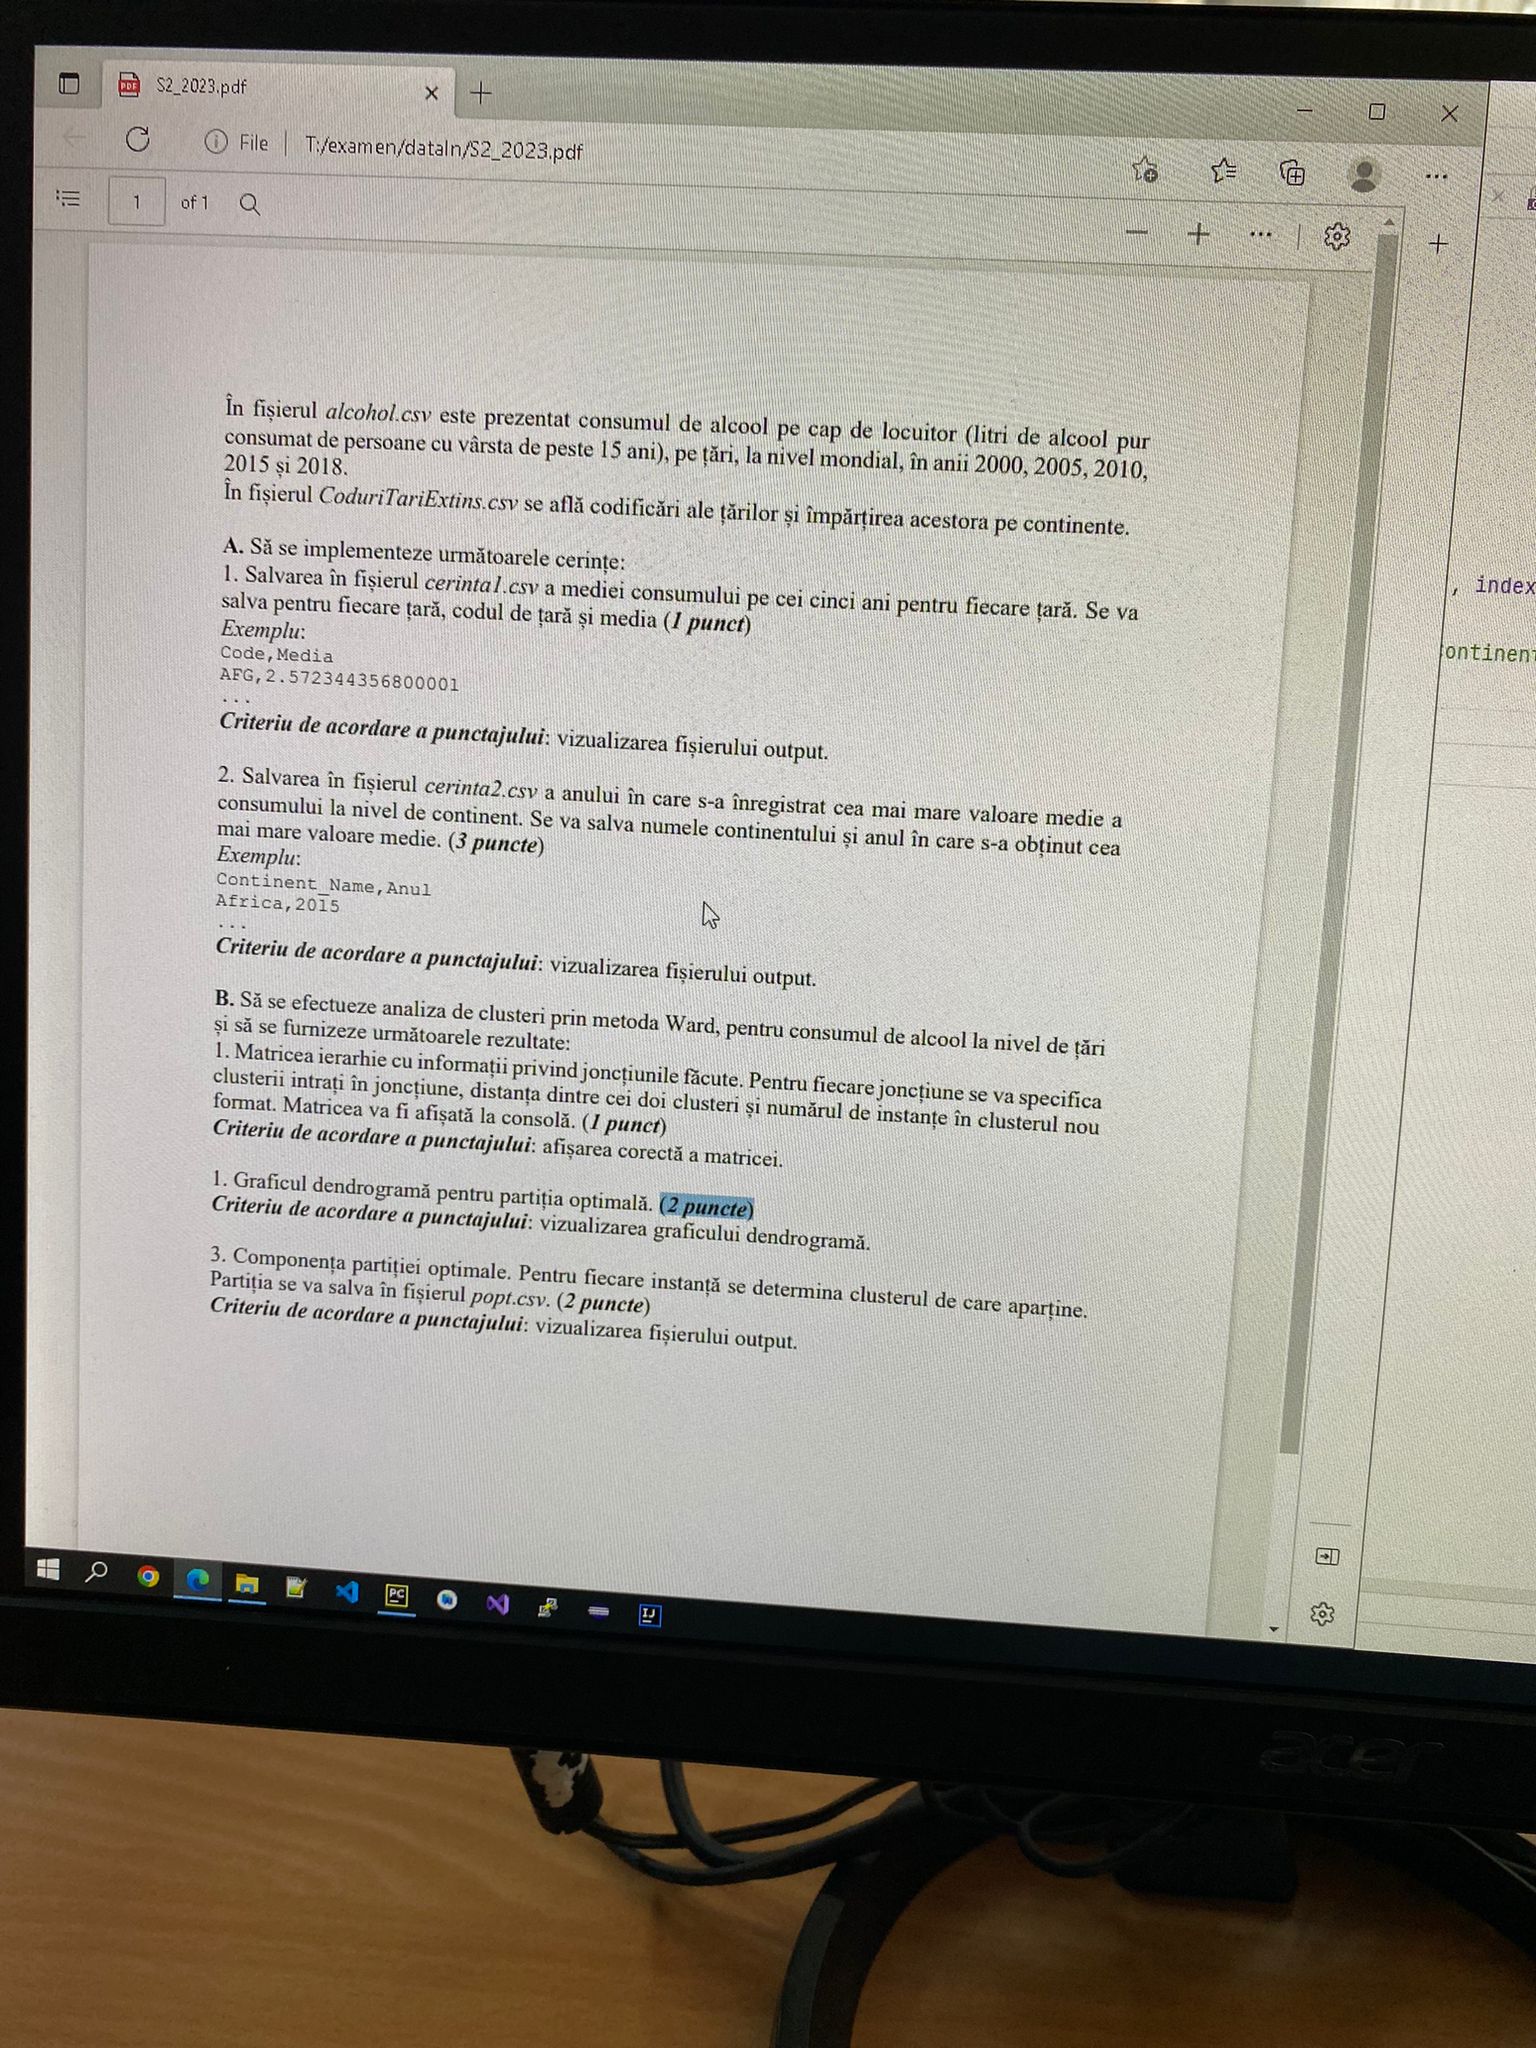 S2_2023.pdf
File
T:/examen/dataIn/S2_2023.pdf
1
of 1
În fișierul alcohol.csv este prezentat consumul de alcool pe cap de locuitor (litri de alcool pur
consumat de persoane cu vârsta de peste 15 ani), pe țări, la nivel mondial, în anii 2000, 2005, 2010,
2015 și 2018.
În fișierul CoduriTariExtins.csv se află codificări ale țărilor și împărțirea acestora pe continente.
A. Să se implementeze următoarele cerințe:
1. Salvarea în fișierul cerinta1.csv a mediei consumului pe cei cinci ani pentru fiecare țară. Se va
salva pentru fiecare țară, codul de țară și media (1 punct)
Exemplu:
Code,Media
AFG,2.572344356800001
...
Criteriu de acordare a punctajului: vizualizarea fișierului output.
2. Salvarea în fișierul cerinta2.csv a anului în care s-a înregistrat cea mai mare valoare medie a
consumului la nivel de continent. Se va salva numele continentului și anul în care s-a obținut cea
mai mare valoare medie. (3 puncte)
Exemplu:
Continent_Name,Anul
Africa,2015
...
Criteriu de acordare a punctajului: vizualizarea fișierului output.
B. Să se efectueze analiza de clusteri prin metoda Ward, pentru consumul de alcool la nivel de țări
și să se furnizeze următoarele rezultate:
1. Matricea ierarhie cu informații privind joncțiunile făcute. Pentru fiecare joncțiune se va specifica
clusterii intrați în joncțiune, distanța dintre cei doi clusteri și numărul de instanțe în clusterul nou
format. Matricea va fi afișată la consolă. (1 punct)
Criteriu de acordare a punctajului: afișarea corectă a matricei.
1. Graficul dendrogramă pentru partiția optimală. (2 puncte)
Criteriu de acordare a punctajului: vizualizarea graficului dendrogramă.
3. Componența partiției optimale. Pentru fiecare instanță se determina clusterul de care aparține.
Partiția se va salva în fișierul popt.csv. (2 puncte)
Criteriu de acordare a punctajului: vizualizarea fișierului output.
, index
ontinent
PC
IJ
acer